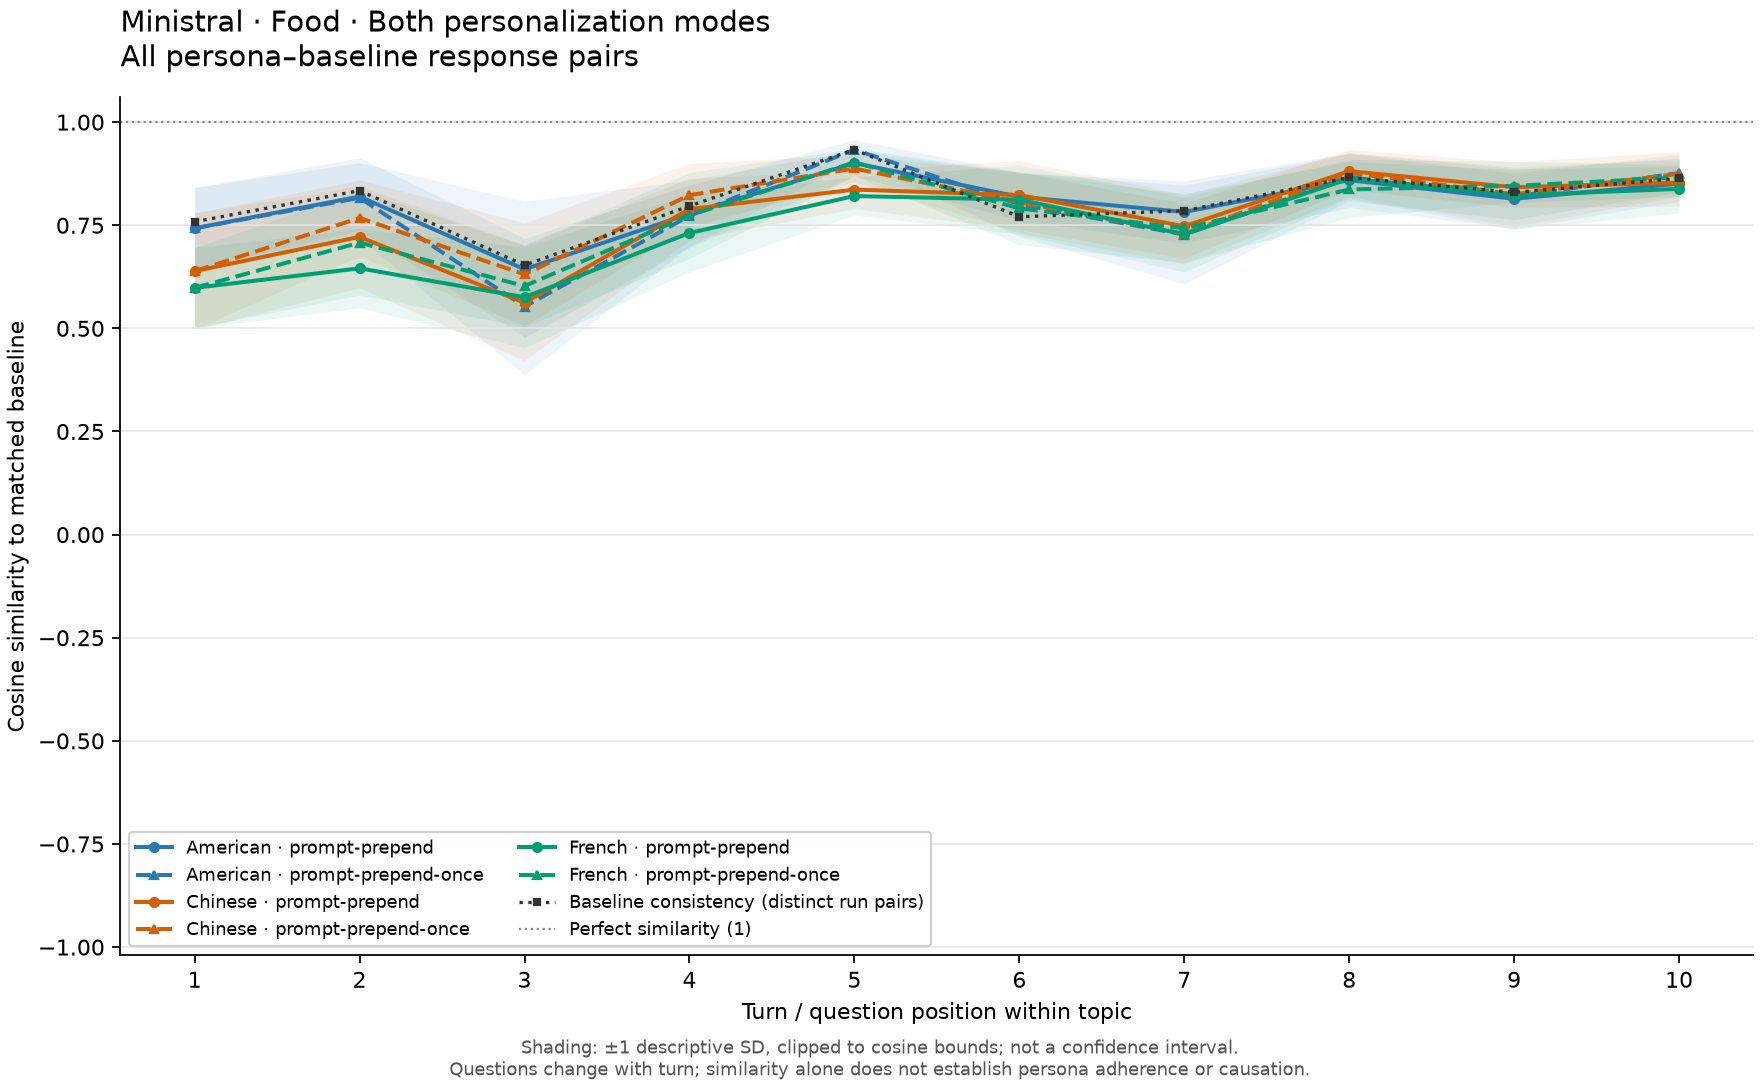 Ministral · Food · Both personalization modes
All persona–baseline response pairs
Cosine similarity to matched baseline
1.00
0.75
0.50
0.25
0.00
−0.25
−0.50
−0.75
−1.00
American · prompt-prepend
American · prompt-prepend-once
Chinese · prompt-prepend
Chinese · prompt-prepend-once
French · prompt-prepend
French · prompt-prepend-once
Baseline consistency (distinct run pairs)
Perfect similarity (1)
1 2 3 4 5 6 7 8 9 10
Turn / question position within topic
Shading: ±1 descriptive SD, clipped to cosine bounds; not a confidence interval.
Questions change with turn; similarity alone does not establish persona adherence or causation.